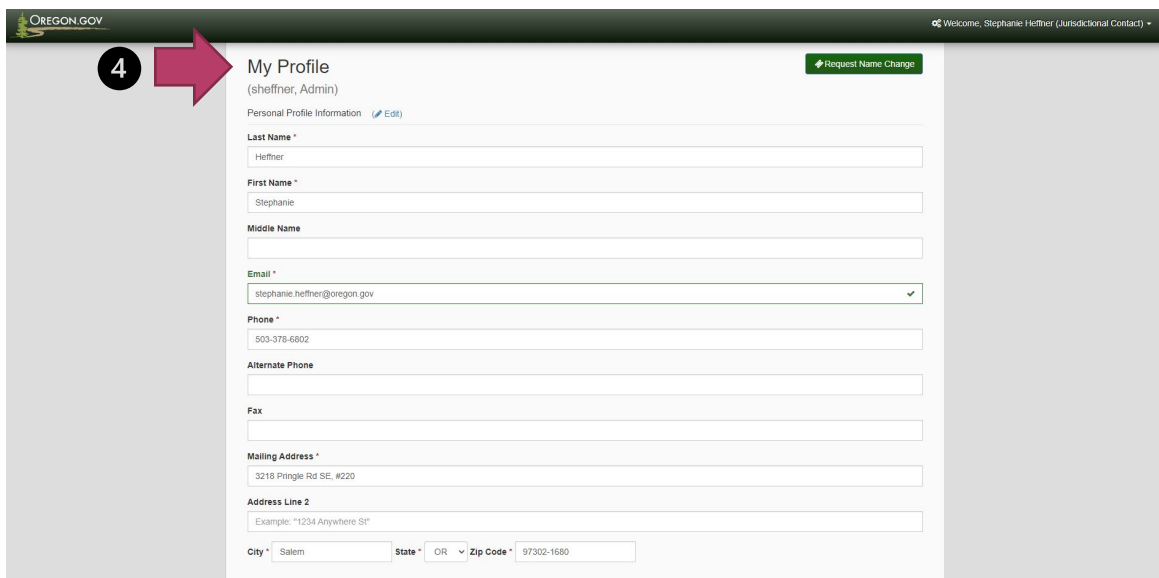 OREGON.GOV
Welcome, Stephanie Heffner (Jurisdictional Contact)
4
My Profile
Request Name Change
(sheffner, Admin)
Personal Profile Information (Edit)
Last Name *
Heffner
First Name *
Stephanie
Middle Name
Email *
stephanie.heffner@oregon.gov
Phone *
503-378-6802
Alternate Phone
Fax
Mailing Address *
3218 Pringle Rd SE, #220
Address Line 2
Example: "1234 Anywhere St"
City * Salem State * OR Zip Code * 97302-1680